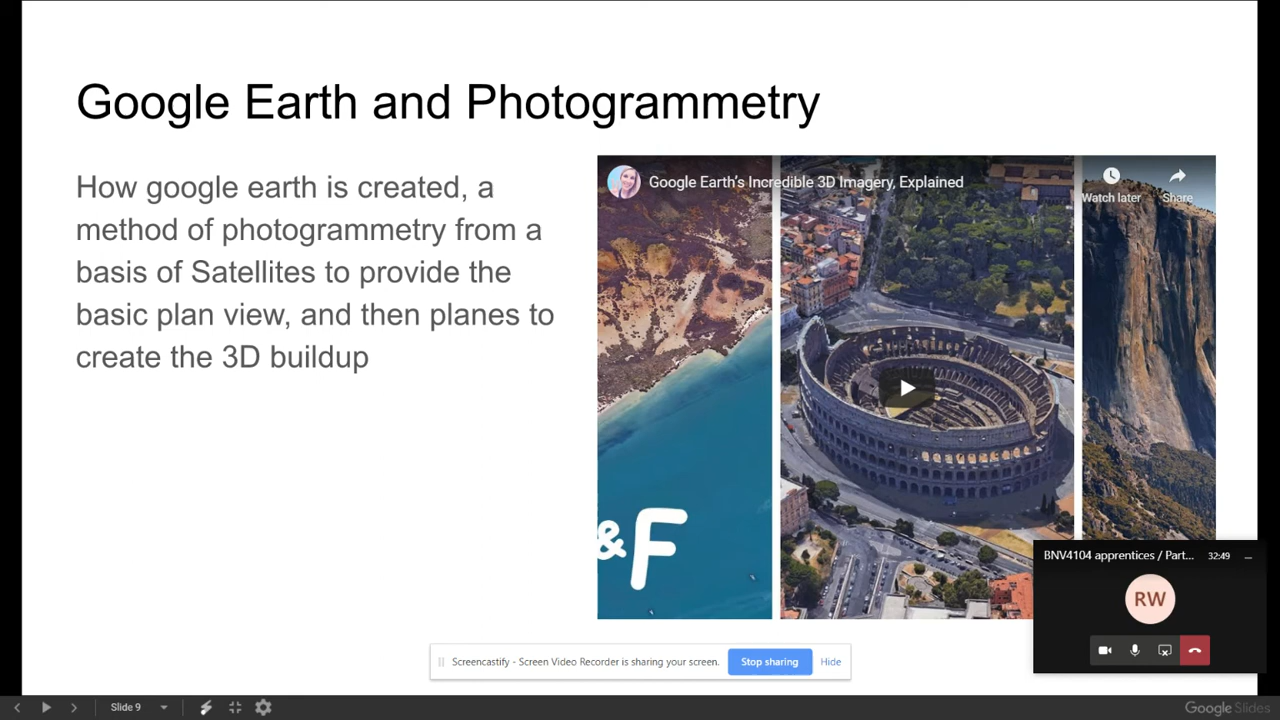 Google Earth and Photogrammetry
How google earth is created, a
method of photogrammetry from a
basis of Satellites to provide the
basic plan view, and then planes to
create the 3D buildup
Google Earth's Incredible 3D Imagery, Explained
Watch later
Share
&F
BNV4104 apprentices / Part...
32:49
RW
Screencastify - Screen Video Recorder is sharing your screen.
Stop sharing
Hide
Slide 9
Google Slides